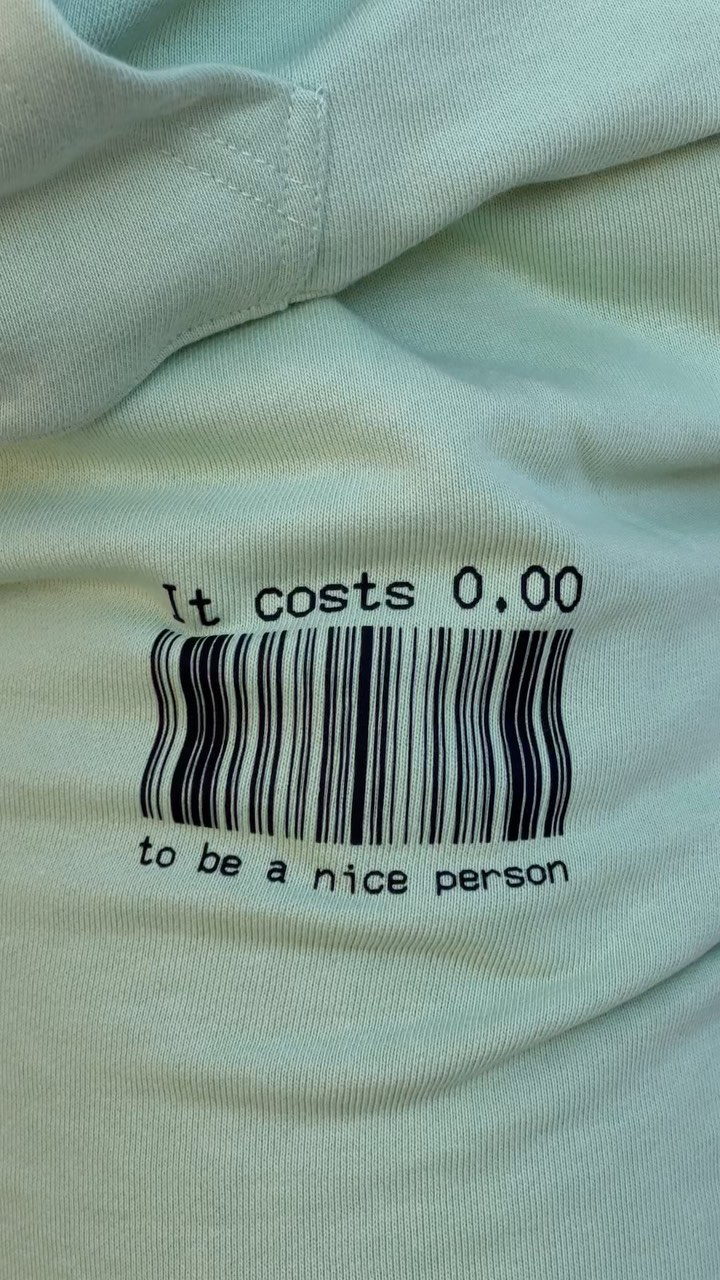 It costs 0.00
to be a nice person